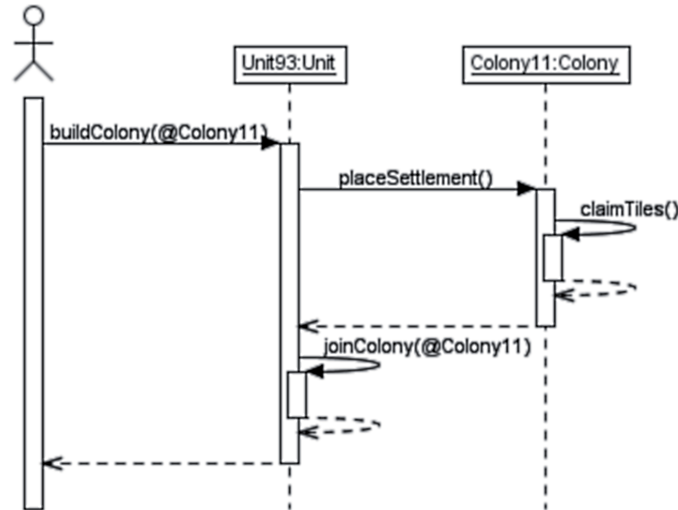 Unit93:Unit
Colony11:Colony
buildColony(@Colony11)
placeSettlement()
claimTiles()
joinColony(@Colony11)